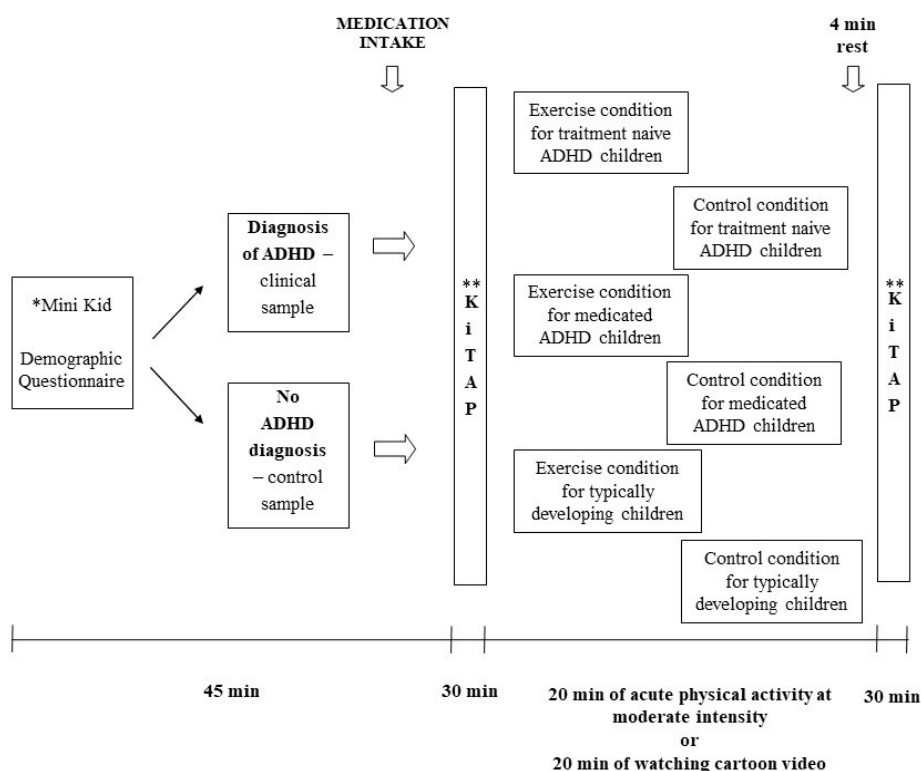 MEDICATION
INTAKE
4 min
rest
*Mini Kid
Demographic
Questionnaire
Diagnosis
of ADHD –
clinical
sample
No
ADHD
diagnosis
– control
sample
**
K
i
T
A
P
Exercise condition
for traitment naive
ADHD children
Control condition
for traitment naive
ADHD children
Exercise condition
for medicated
ADHD children
Control condition
for medicated
ADHD children
Exercise condition
for typically
developing children
Control condition
for typically
developing children
**
K
i
T
A
P
45 min
30 min
20 min of acute physical activity at
moderate intensity
or
20 min of watching cartoon video
30 min